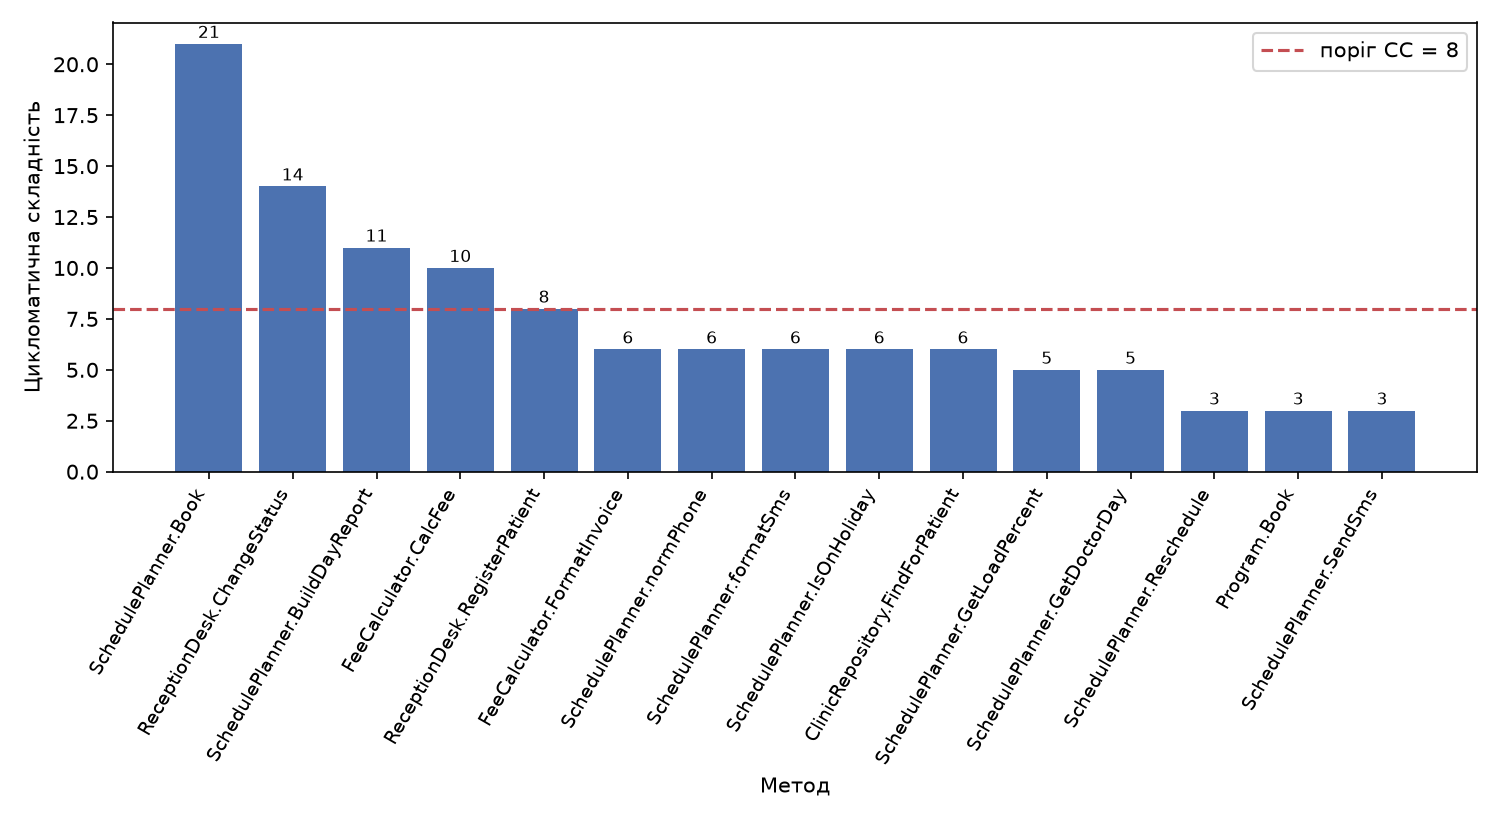 поріг CC = 8
Цикломатична складність
20.0
17.5
15.0
12.5
10.0
7.5
5.0
2.5
0.0
21
14
11
10
8
6
6
6
6
6
5
5
3
3
3
SchedulePlanner.Book
ReceptionDesk.ChangeStatus
SchedulePlanner.BuildDayReport
FeeCalculator.CalcFee
ReceptionDesk.RegisterPatient
FeeCalculator.FormatInvoice
SchedulePlanner.normPhone
SchedulePlanner.formatSms
SchedulePlanner.IsOnHoliday
ClinicRepository.FindForPatient
SchedulePlanner.GetLoadPercent
SchedulePlanner.GetDoctorDay
SchedulePlanner.Reschedule
Program.Book
SchedulePlanner.SendSms
Метод